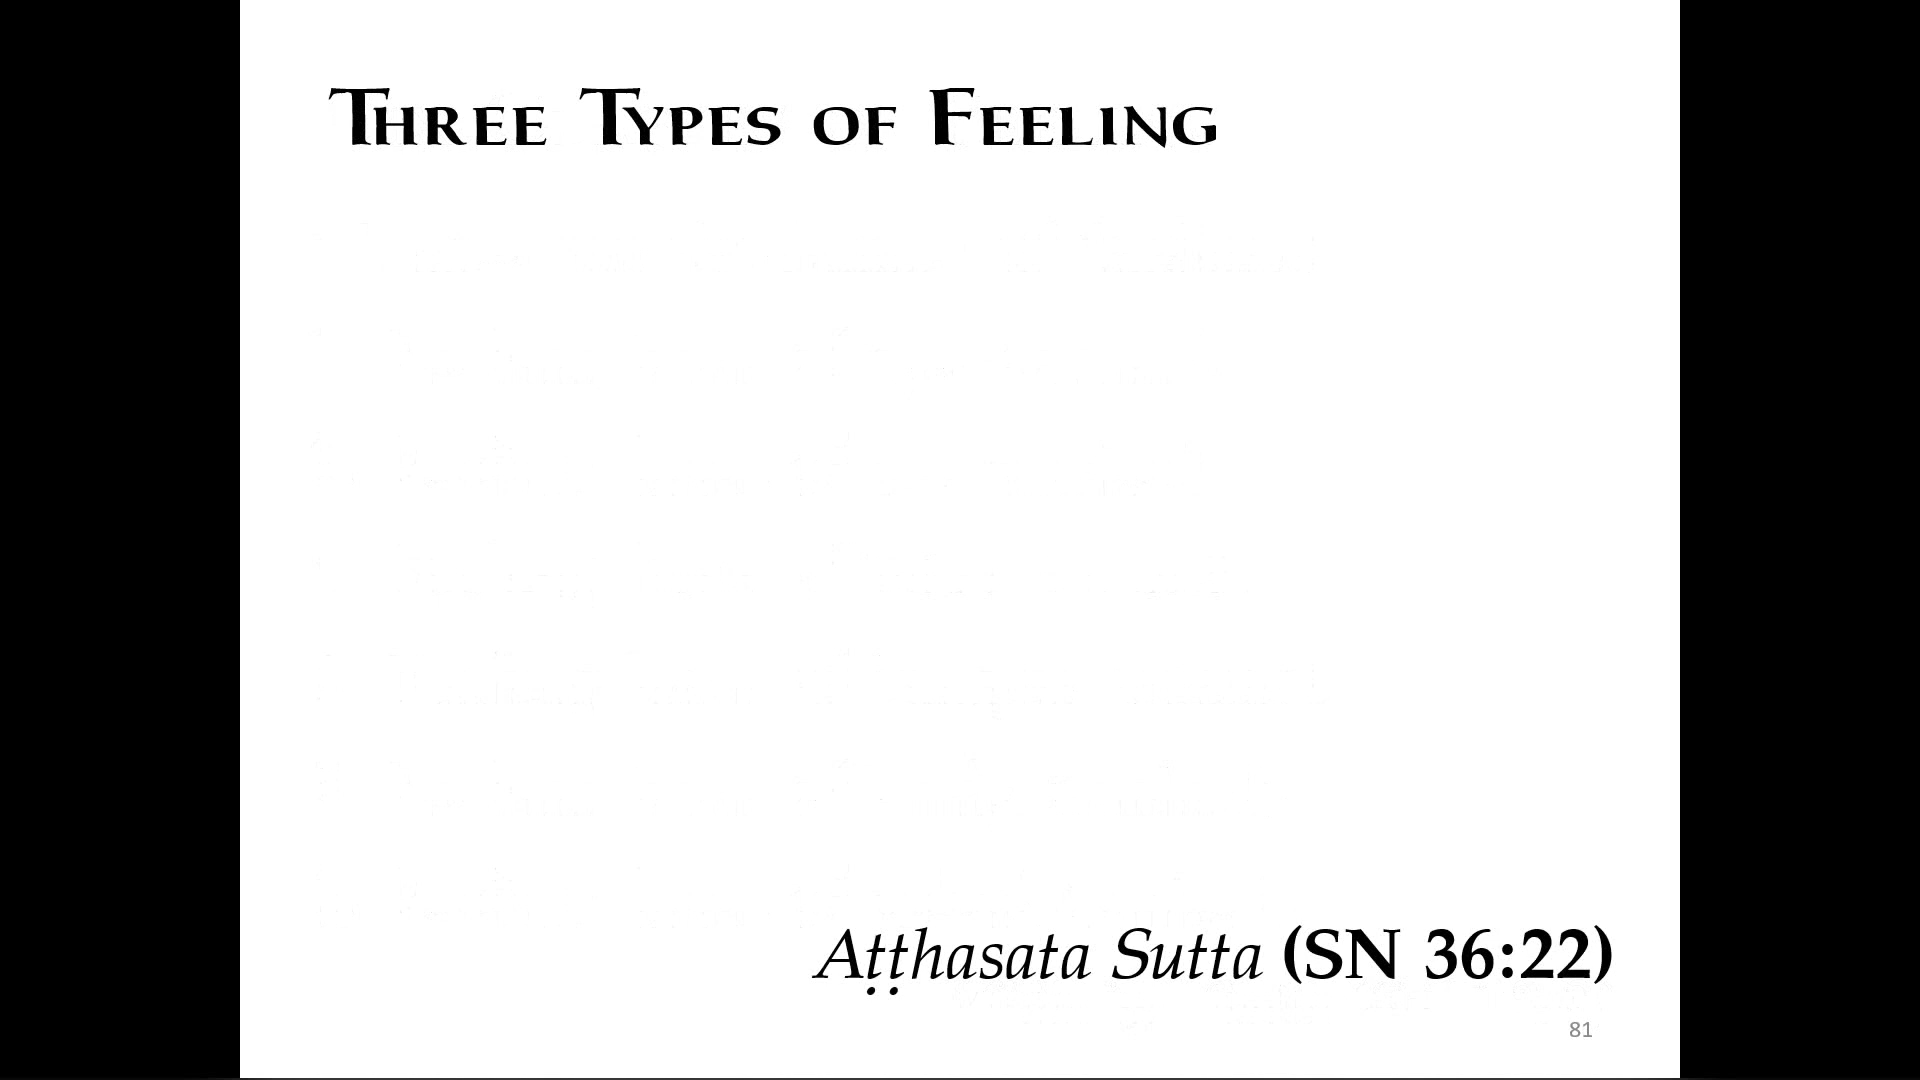 Three Types of Feeling
Aṭṭhasata Sutta (SN 36:22)
81